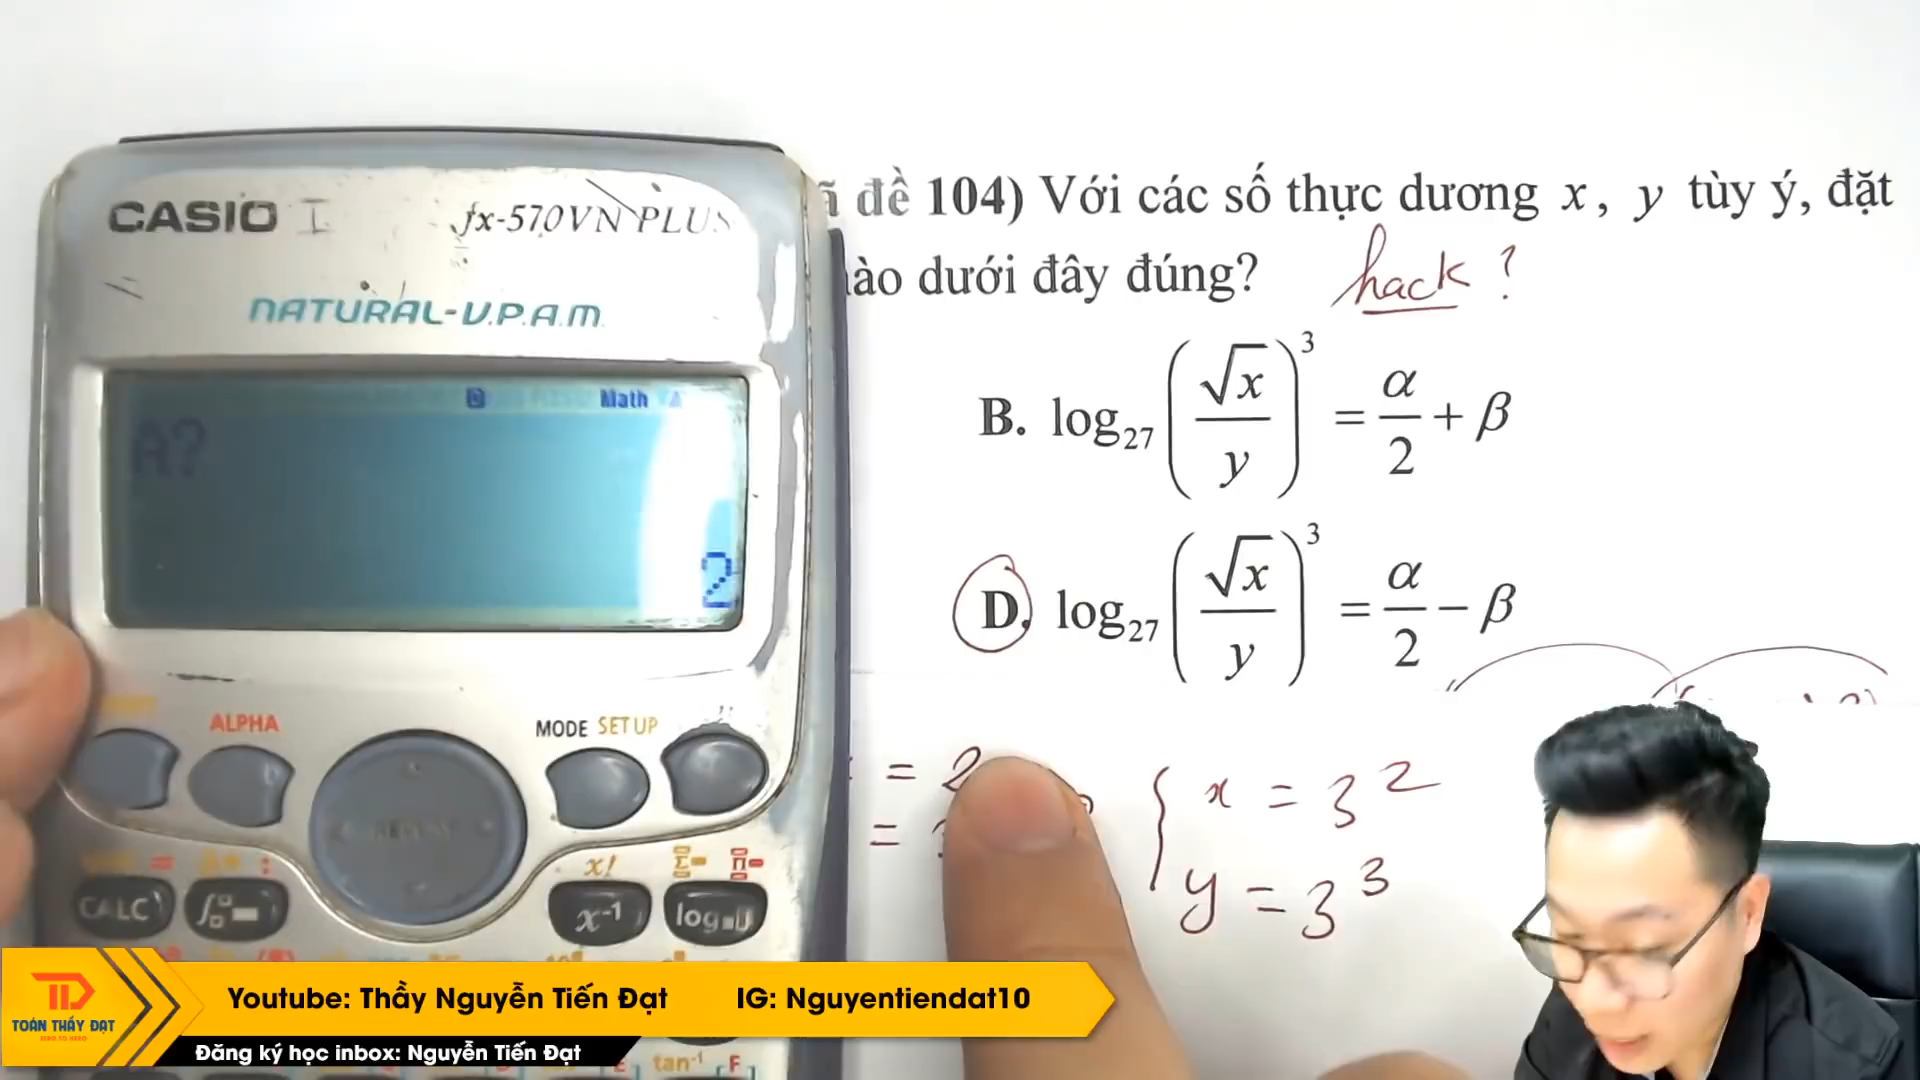 đề 104) Với các số thực dương x, y tùy ý, đặt
dưới đây đúng? hack ?
B. log₂₇ (√x/y)³ = α/2 + β
D. log₂₇ (√x/y)³ = α/2 − β
= 2
=
{ x = 3²
y = 3³
CASIO I fx-570VN PLUS
NATURAL-V.P.A.M.
Math
A?
2
ALPHA MODE SETUP
x!
CALC x⁻¹ log
tan⁻¹ F
TD
TOÁN THẦY ĐẠT
Youtube: Thầy Nguyễn Tiến Đạt IG: Nguyentiendat10
Đăng ký học inbox: Nguyễn Tiến Đạt